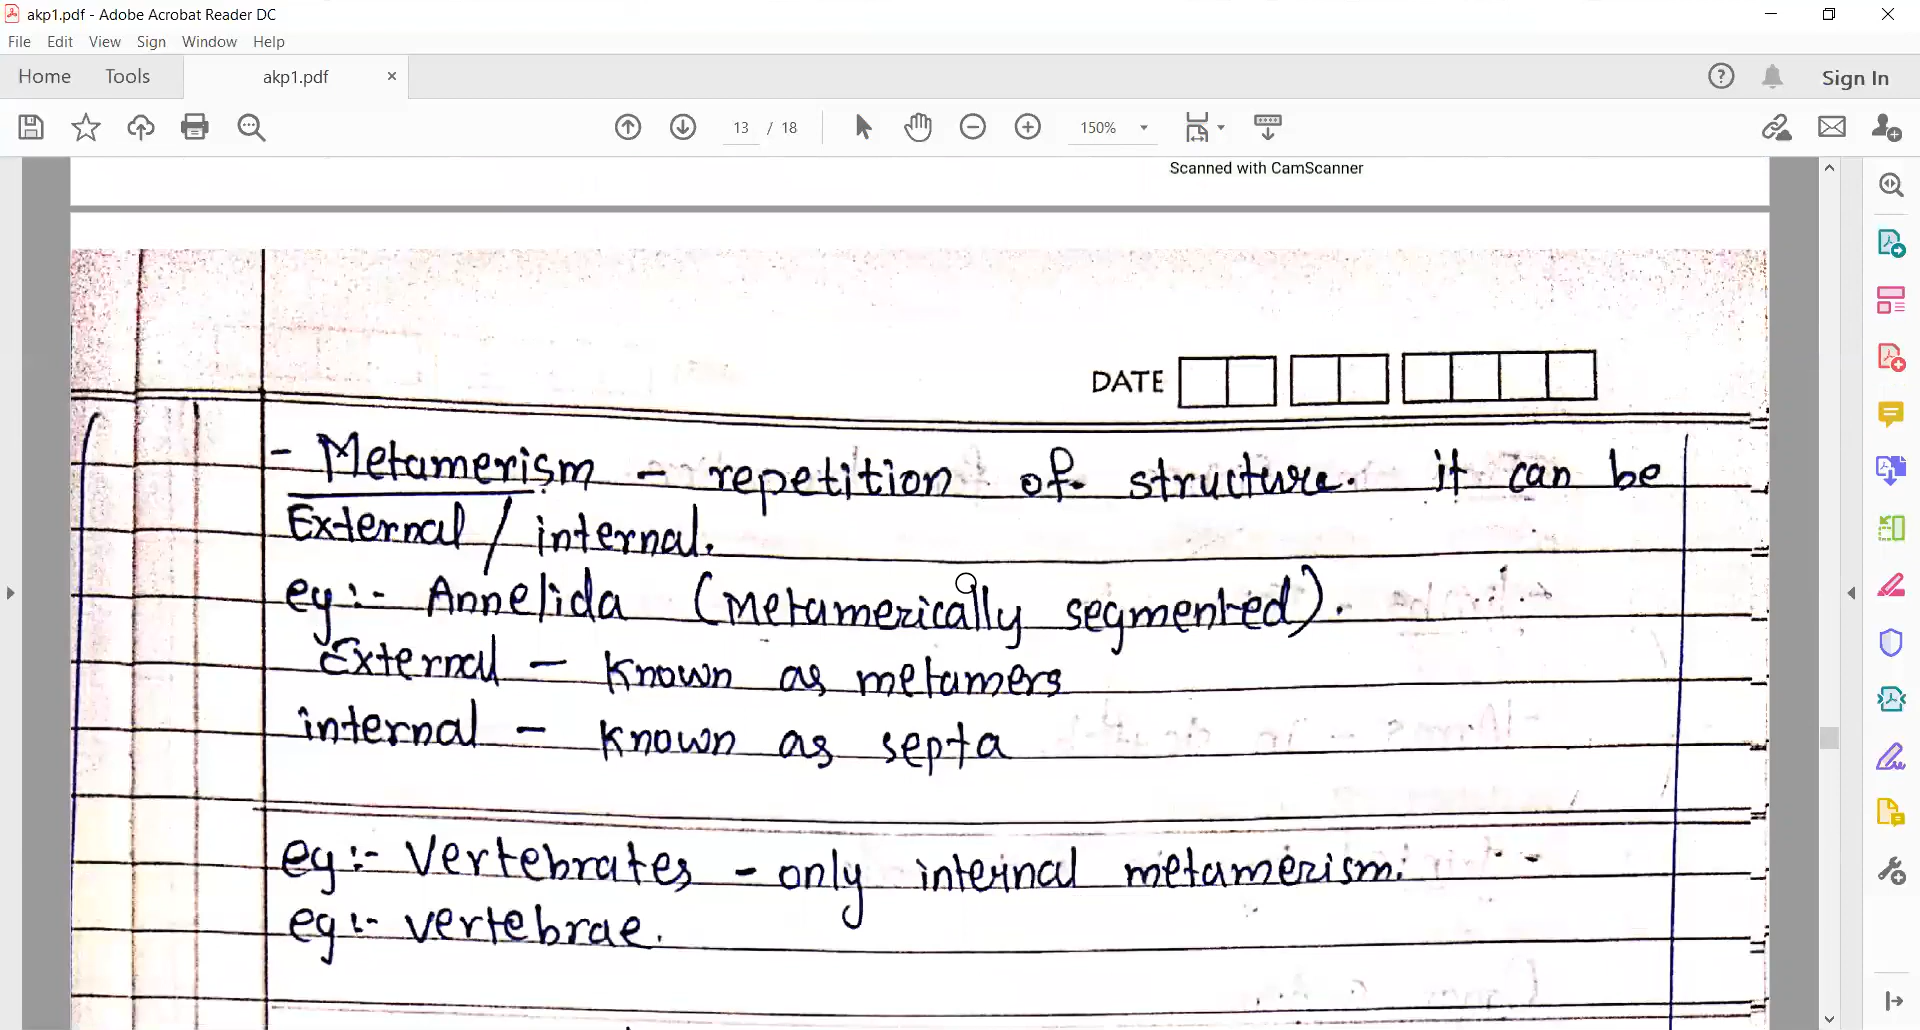 akp1.pdf - Adobe Acrobat Reader DC
File Edit View Sign Window Help
Home Tools akp1.pdf Sign In
13 / 18 150%
Scanned with CamScanner
DATE
- Metamerism - repetition of structure. it can be
External / internal.
eg:- Annelida (Metamerically segmented).
External - Known as metamers
internal - Known as septa
eg:- Vertebrates - only internal metamerism.
eg:- vertebrae.